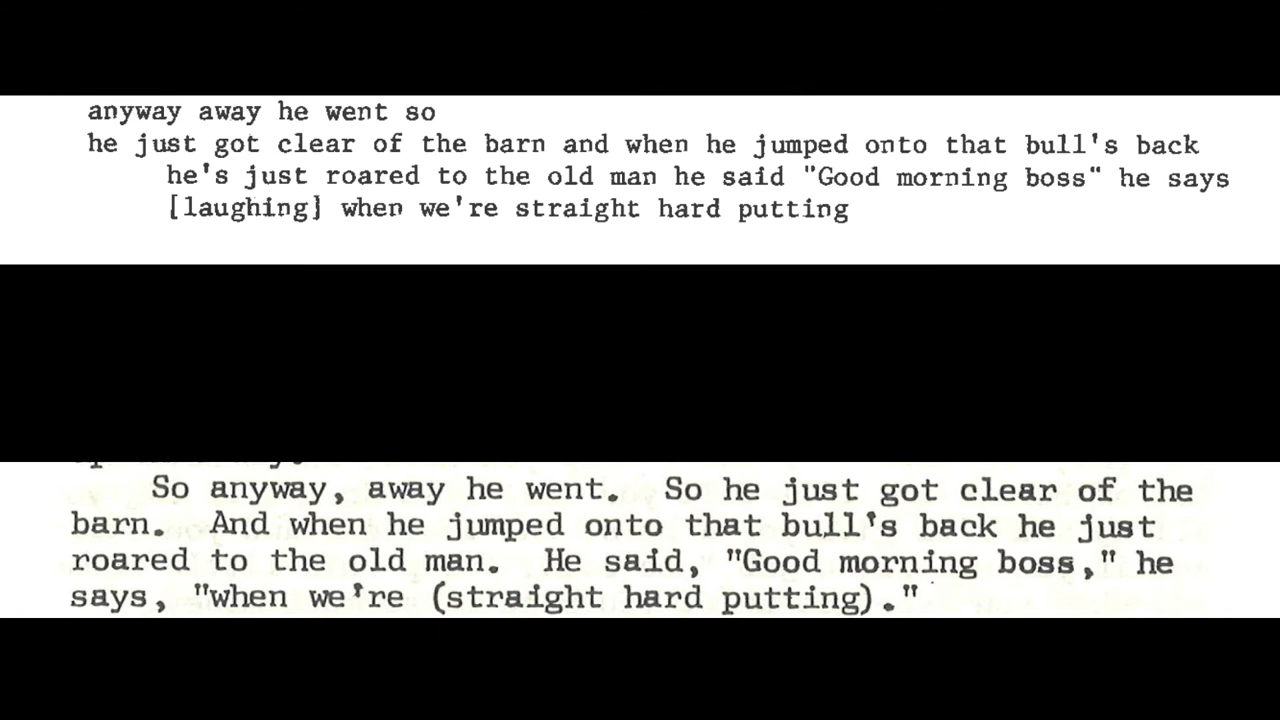 anyway away he went so
he just got clear of the barn and when he jumped onto that bull's back
he's just roared to the old man he said "Good morning boss" he says
[laughing] when we're straight hard putting
So anyway, away he went. So he just got clear of the
barn. And when he jumped onto that bull's back he just
roared to the old man. He said, "Good morning boss," he
says, "when we're (straight hard putting)."